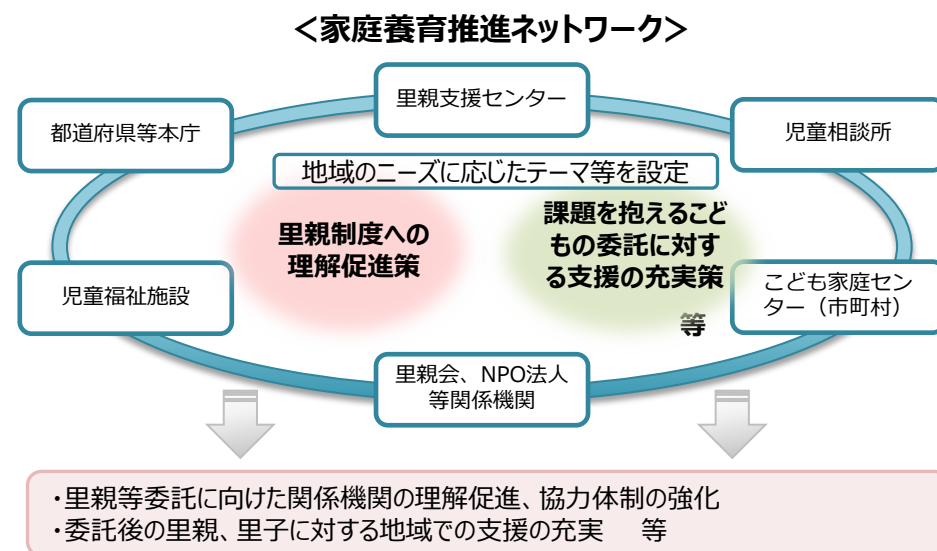 ＜家庭養育推進ネットワーク＞
里親支援センター
都道府県等本庁
児童相談所
地域のニーズに応じたテーマ等を設定
里親制度への
理解促進策
課題を抱えるこど
もの委託に対す
る支援の充実策
等
児童福祉施設
こども家庭セン
ター（市町村）
里親会、NPO法人
等関係機関
・里親等委託に向けた関係機関の理解促進、協力体制の強化
・委託後の里親、里子に対する地域での支援の充実　等